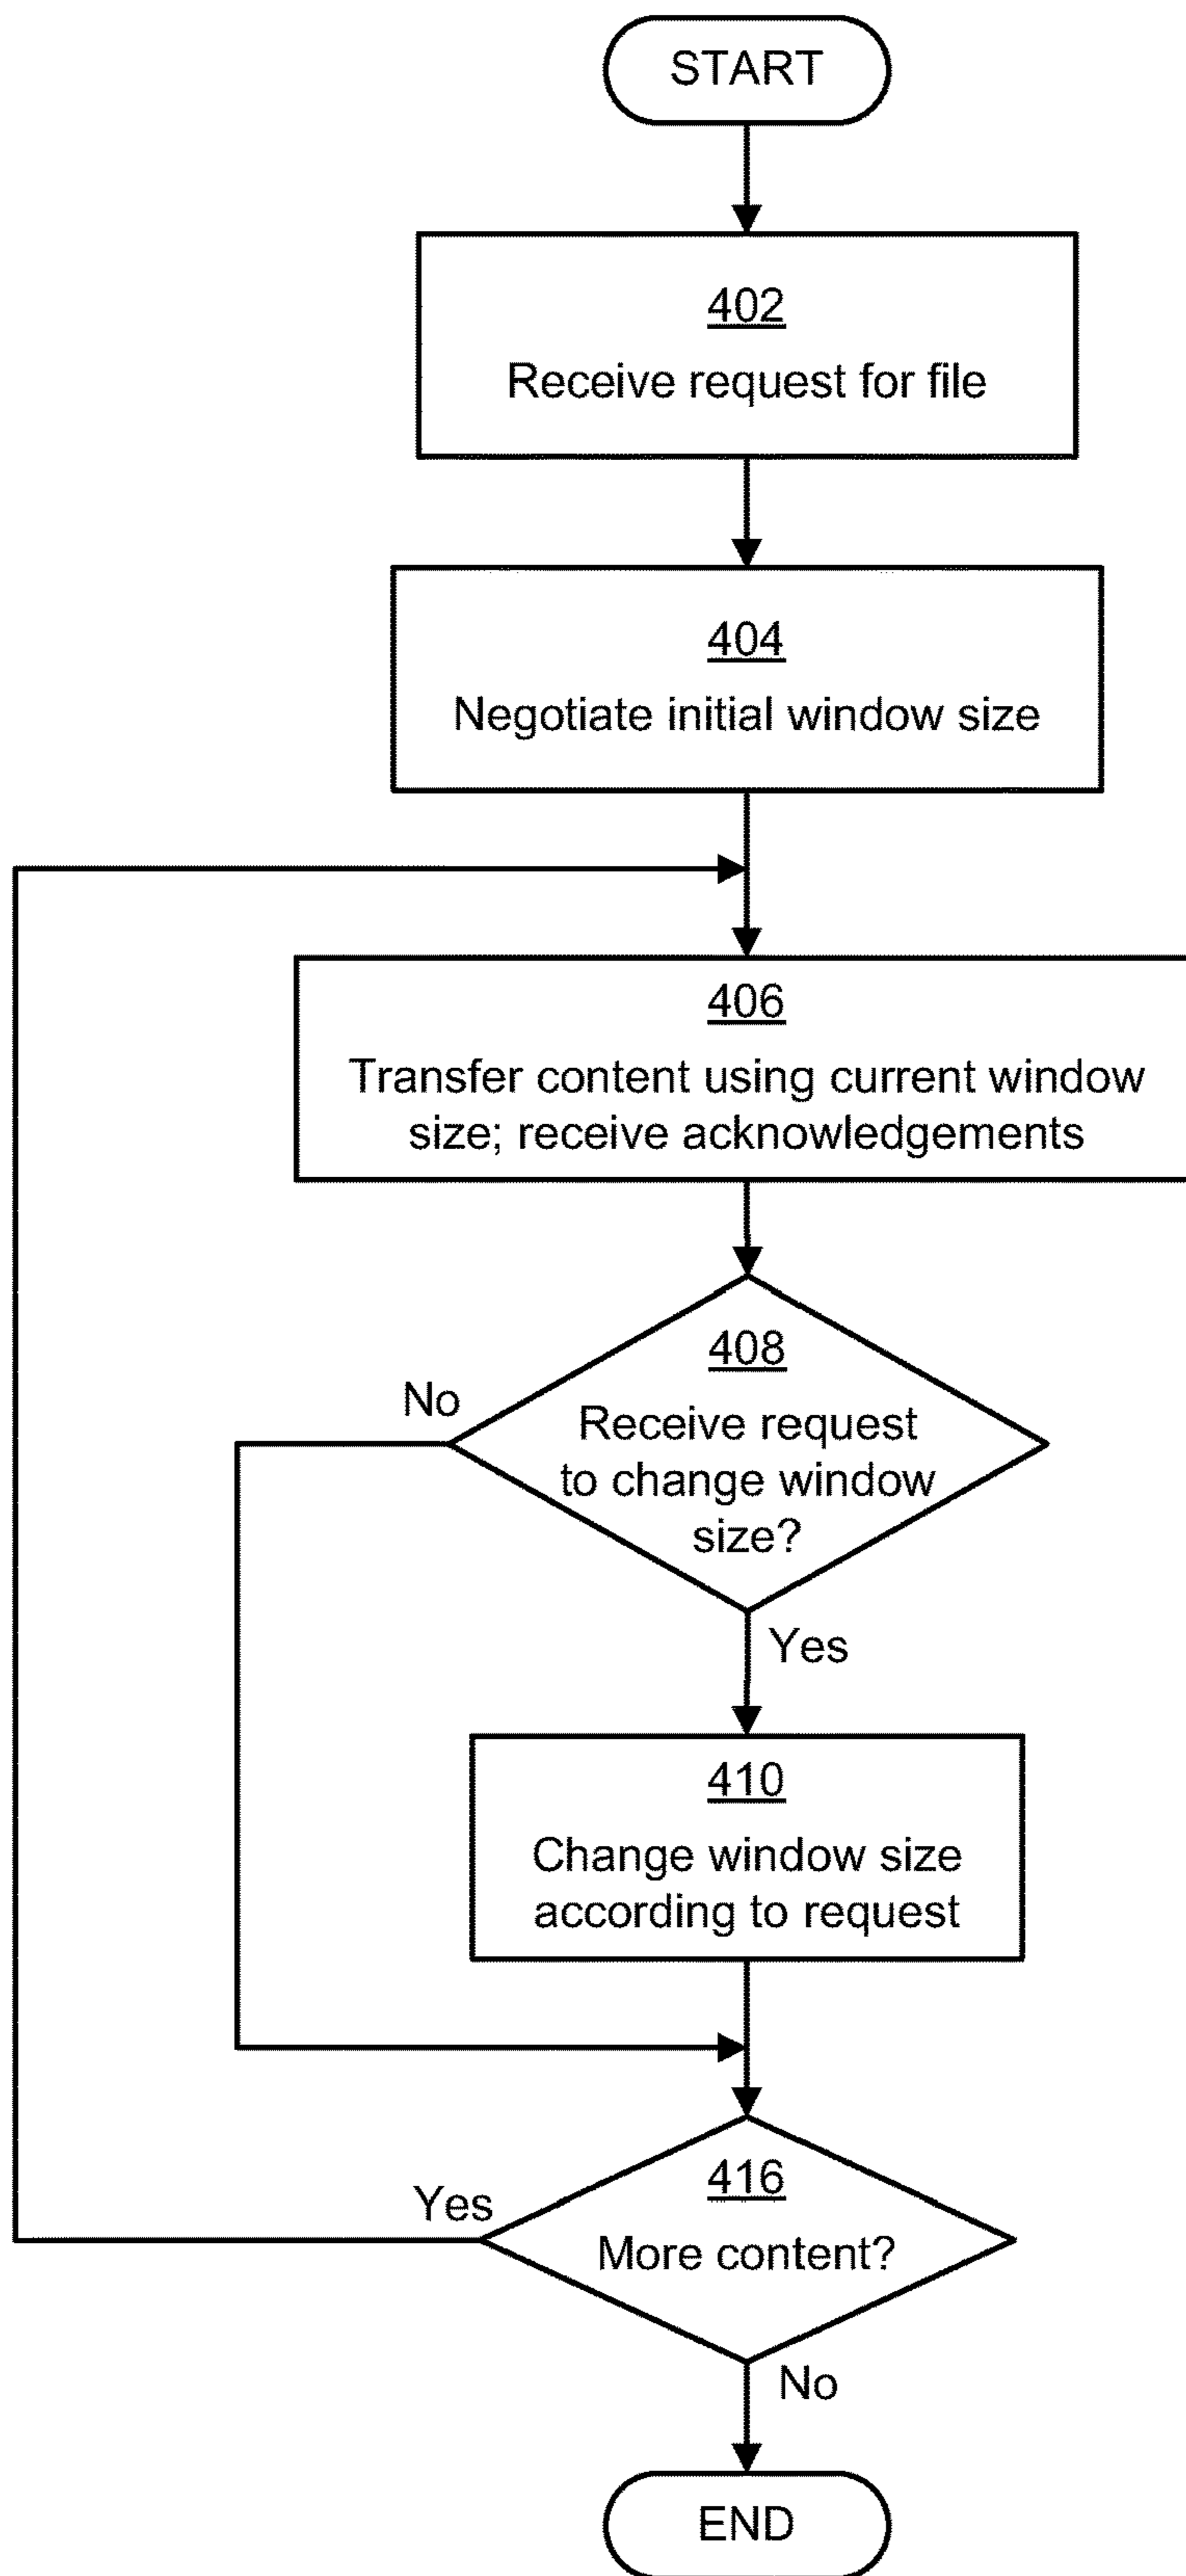 START
402
Receive request for file
404
Negotiate initial window size
406
Transfer content using current window
size; receive acknowledgements
408
No
Receive request
to change window
size?
Yes
410
Change window size
according to request
416
Yes
More content?
No
END